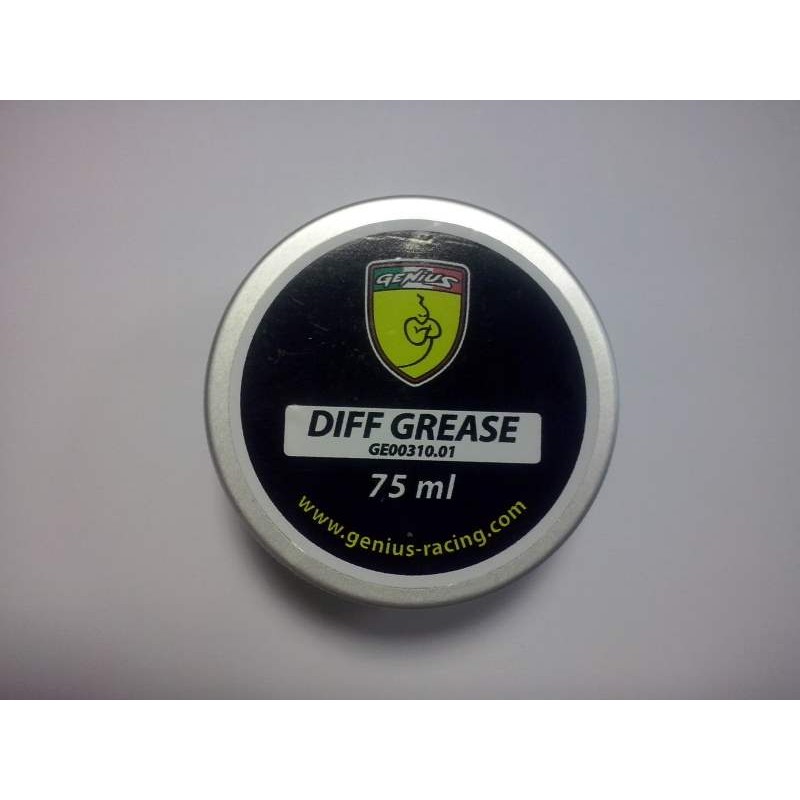 GENIUS
DIFF GREASE
GE00310.01
75 ml
www.genius-racing.com